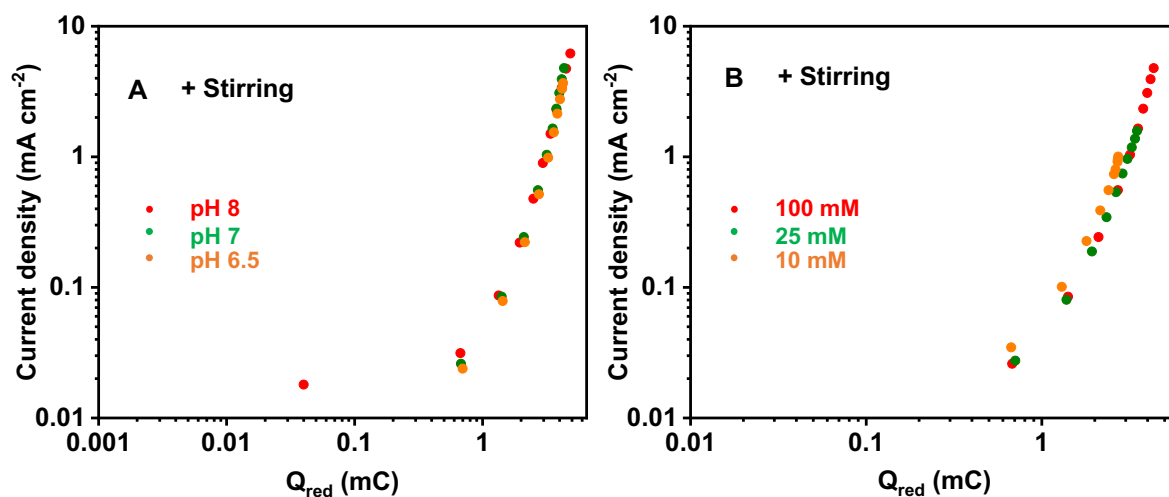 10
1
0.1
0.01
Current density (mA cm-2)
A + Stirring
pH 8
pH 7
pH 6.5
0.001 0.01 0.1 1
Qred (mC)
10
1
0.1
0.01
Current density (mA cm-2)
B + Stirring
100 mM
25 mM
10 mM
0.01 0.1 1
Qred (mC)